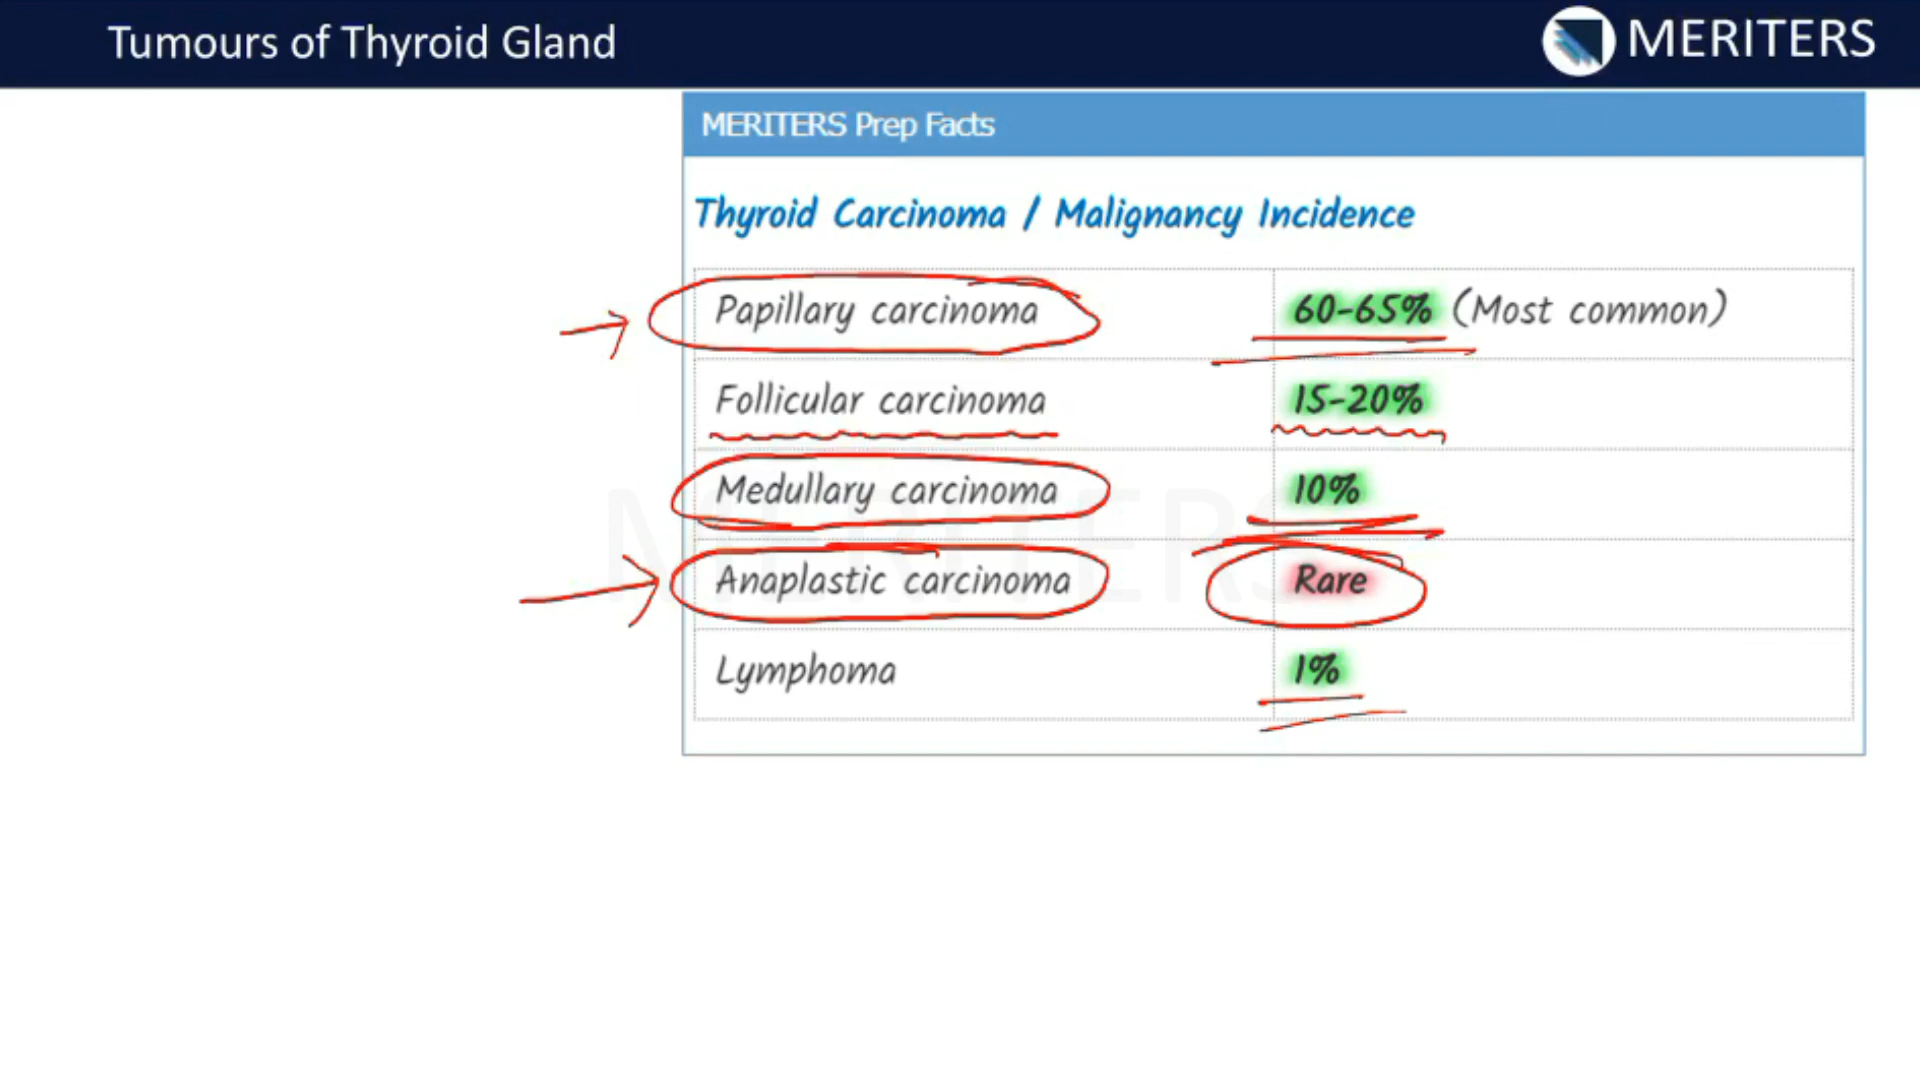 Tumours of Thyroid Gland
MERITERS
MERITERS Prep Facts
Thyroid Carcinoma / Malignancy Incidence
Papillary carcinoma 60-65% (Most common)
Follicular carcinoma 15-20%
Medullary carcinoma 10%
Anaplastic carcinoma Rare
Lymphoma 1%
MERITERS